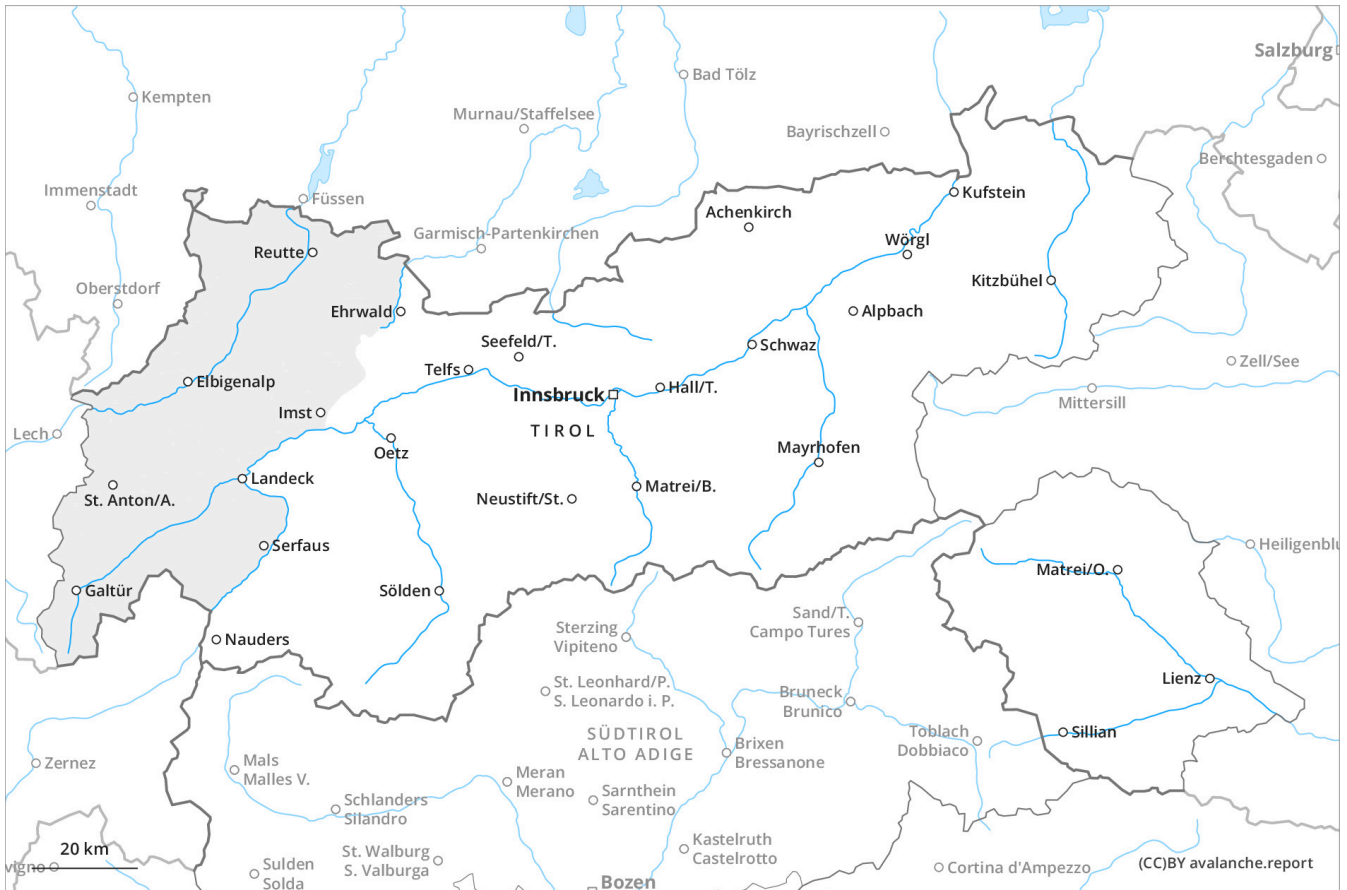 Salzburg
Bad Tölz
Kempten
Murnau/Staffelsee
Bayrischzell
Berchtesgaden
Immenstadt
Füssen
Kufstein
Achenkirch
Garmisch-Partenkirchen
Wörgl
Reutte
Oberstdorf
Kitzbühel
Ehrwald
Alpbach
Seefeld/T.
Schwaz
Zell/See
Telfs
Elbigenalp
Innsbruck
Hall/T.
Mittersill
Imst
TIROL
Lech
Oetz
Mayrhofen
Landeck
St. Anton/A.
Neustift/St.
Matrei/B.
Serfaus
Heiligenblu
Matrei/O.
Galtür
Sölden
Sand/T.
Campo Tures
Sterzing
Vipiteno
Nauders
Lienz
St. Leonhard/P.
S. Leonardo i. P.
Bruneck
Brunico
SÜDTIROL
ALTO ADIGE
Toblach
Dobbiaco
Sillian
Brixen
Bressanone
Mals
Malles V.
Zernez
Meran
Merano
Sarnthein
Sarentino
Schlanders
Silandro
Kastelruth
Castelrotto
20 km
St. Walburg
S. Valburga
vigno
Sulden
Solda
Cortina d'Ampezzo
(CC)BY avalanche.report
Bozen